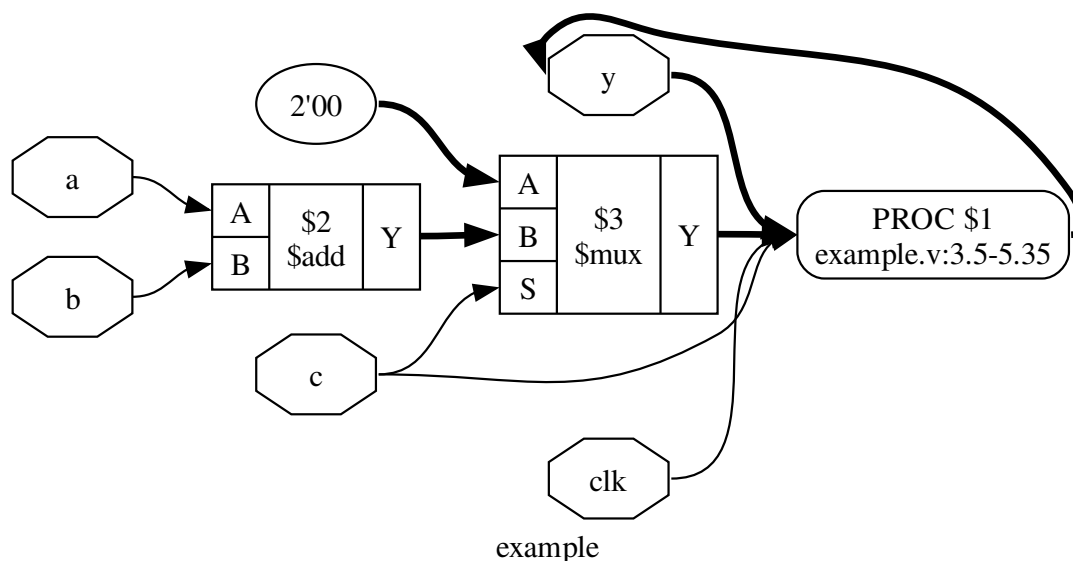 y
2'00
a
A
B
$2
$add
Y
A
B
S
$3
$mux
Y
PROC $1
example.v:3.5-5.35
b
c
clk
example